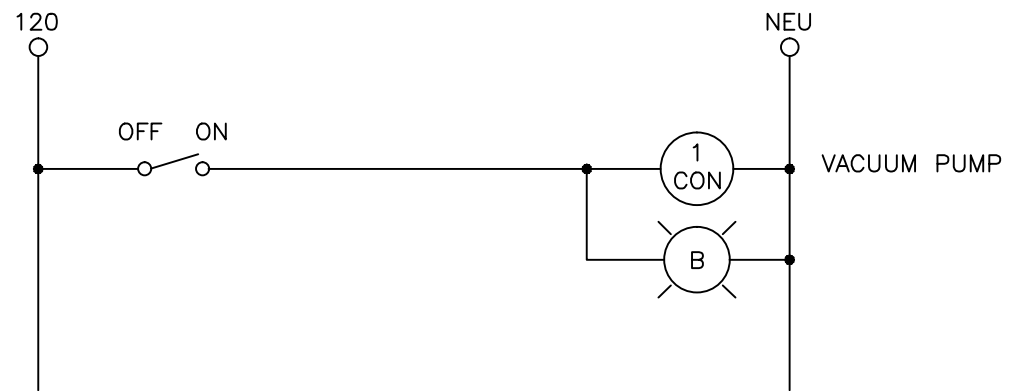 120
NEU
OFF ON
1
CON
VACUUM PUMP
B